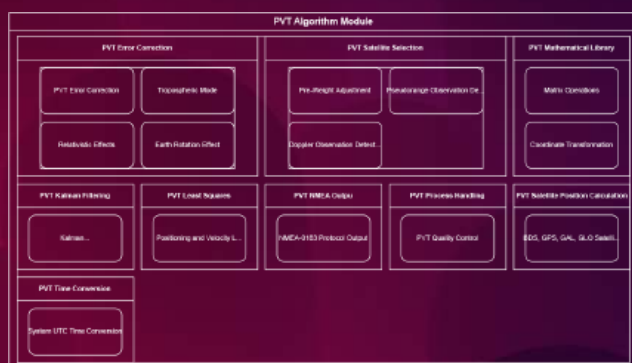 PVT Algorithm Module
PVT Error Correction
PVT Satellite Selection
PVT Mathematical Library
PVT Error Correction
Tropospheric Mode
Pre-Weight Adjustment
Pseudorange Observation De...
Matrix Operations
Relativistic Effects
Earth Rotation Effect
Doppler Observation Detect...
Coordinate Transformation
PVT Kalman Filtering
PVT Least Squares
PVT NMEA Outpu
PVT Process Handling
PVT Satellite Position Calculation
Kalman...
Positioning and Velocity L...
NMEA-0183 Protocol Output
PVT Quality Control
BDS, GPS, GAL, GLO Satelli...
PVT Time Conversion
System UTC Time Conversion